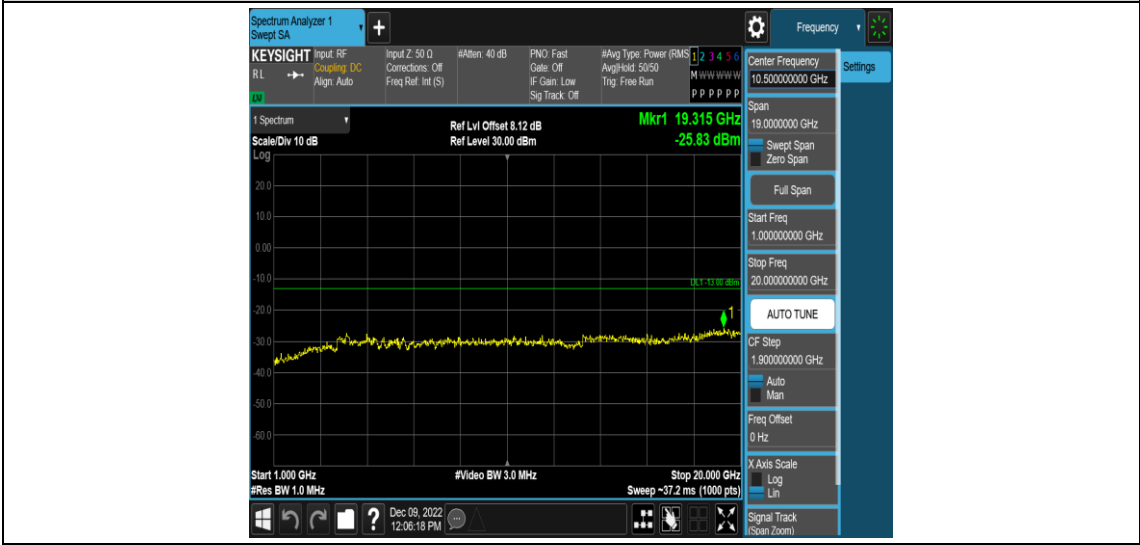 Spectrum Analyzer 1
Swept SA
+
Frequency
KEYSIGHT
RL
LM
Input: RF
Coupling: DC
Align: Auto
Input Z: 50 Ω
Corrections: Off
Freq Ref: Int (S)
#Atten: 40 dB
PNO: Fast
Gate: Off
IF Gain: Low
Sig Track: Off
#Avg Type: Power (RMS
Avg|Hold: 50/50
Trig: Free Run
1 2 3 4 5 6
M W W W W W
P P P P P P
1 Spectrum
Scale/Div 10 dB
Log
Ref Lvl Offset 8.12 dB
Ref Level 30.00 dBm
Mkr1 19.315 GHz
-25.83 dBm
20.0
10.0
0.00
-10.0
DL1 -13.00 dBm
-20.0
1
-30.0
-40.0
-50.0
-60.0
Start 1.000 GHz
#Res BW 1.0 MHz
#Video BW 3.0 MHz
Stop 20.000 GHz
Sweep ~37.2 ms (1000 pts)
?
Dec 09, 2022
12:06:18 PM
Center Frequency
10.500000000 GHz
Settings
Span
19.0000000 GHz
Swept Span
Zero Span
Full Span
Start Freq
1.000000000 GHz
Stop Freq
20.000000000 GHz
AUTO TUNE
CF Step
1.900000000 GHz
Auto
Man
Freq Offset
0 Hz
X Axis Scale
Log
Lin
Signal Track
(Span Zoom)